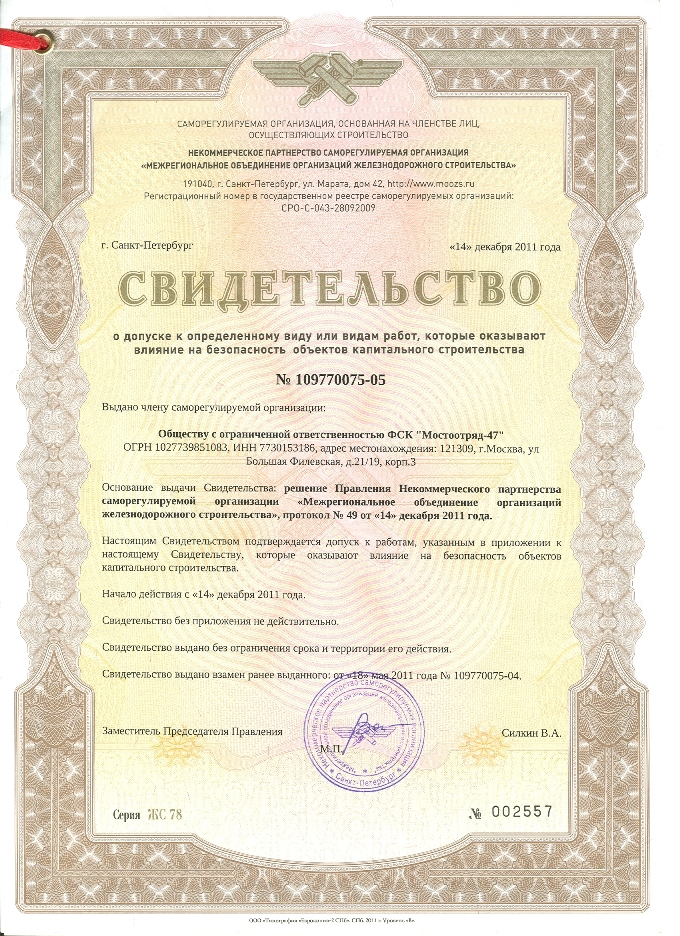 САМОРЕГУЛИРУЕМАЯ ОРГАНИЗАЦИЯ, ОСНОВАННАЯ НА ЧЛЕНСТВЕ ЛИЦ,
ОСУЩЕСТВЛЯЮЩИХ СТРОИТЕЛЬСТВО
НЕКОММЕРЧЕСКОЕ ПАРТНЕРСТВО САМОРЕГУЛИРУЕМАЯ ОРГАНИЗАЦИЯ
«МЕЖРЕГИОНАЛЬНОЕ ОБЪЕДИНЕНИЕ ОРГАНИЗАЦИЙ ЖЕЛЕЗНОДОРОЖНОГО СТРОИТЕЛЬСТВА»
191040, г. Санкт-Петербург, ул. Марата, дом 42, http://www.moozs.ru
Регистрационный номер в государственном реестре саморегулируемых организаций:
СРО-С-043-28092009
г. Санкт-Петербург «14» декабря 2011 года
СВИДЕТЕЛЬСТВО
о допуске к определенному виду или видам работ, которые оказывают
влияние на безопасность объектов капитального строительства
№ 109770075-05
Выдано члену саморегулируемой организации:
Обществу с ограниченной ответственностью ФСК "Мостоотряд-47"
ОГРН 1027739851083, ИНН 7730153186, адрес местонахождения: 121309, г.Москва, ул
Большая Филевская, д.21/19, корп.3
Основание выдачи Свидетельства: решение Правления Некоммерческого партнерства
саморегулируемой организации «Межрегиональное объединение организаций
железнодорожного строительства», протокол № 49 от «14» декабря 2011 года.
Настоящим Свидетельством подтверждается допуск к работам, указанным в приложении к
настоящему Свидетельству, которые оказывают влияние на безопасность объектов
капитального строительства.
Начало действия с «14» декабря 2011 года.
Свидетельство без приложения не действительно.
Свидетельство выдано без ограничения срока и территории его действия.
Свидетельство выдано взамен ранее выданного: от «18» мая 2011 года № 109770075-04.
Заместитель Председателя Правления Силкин В.А.
М.П.
Некоммерческое партнерство саморегулируемая организация
Санкт-Петербург
Серия ЖС 78 № 002557